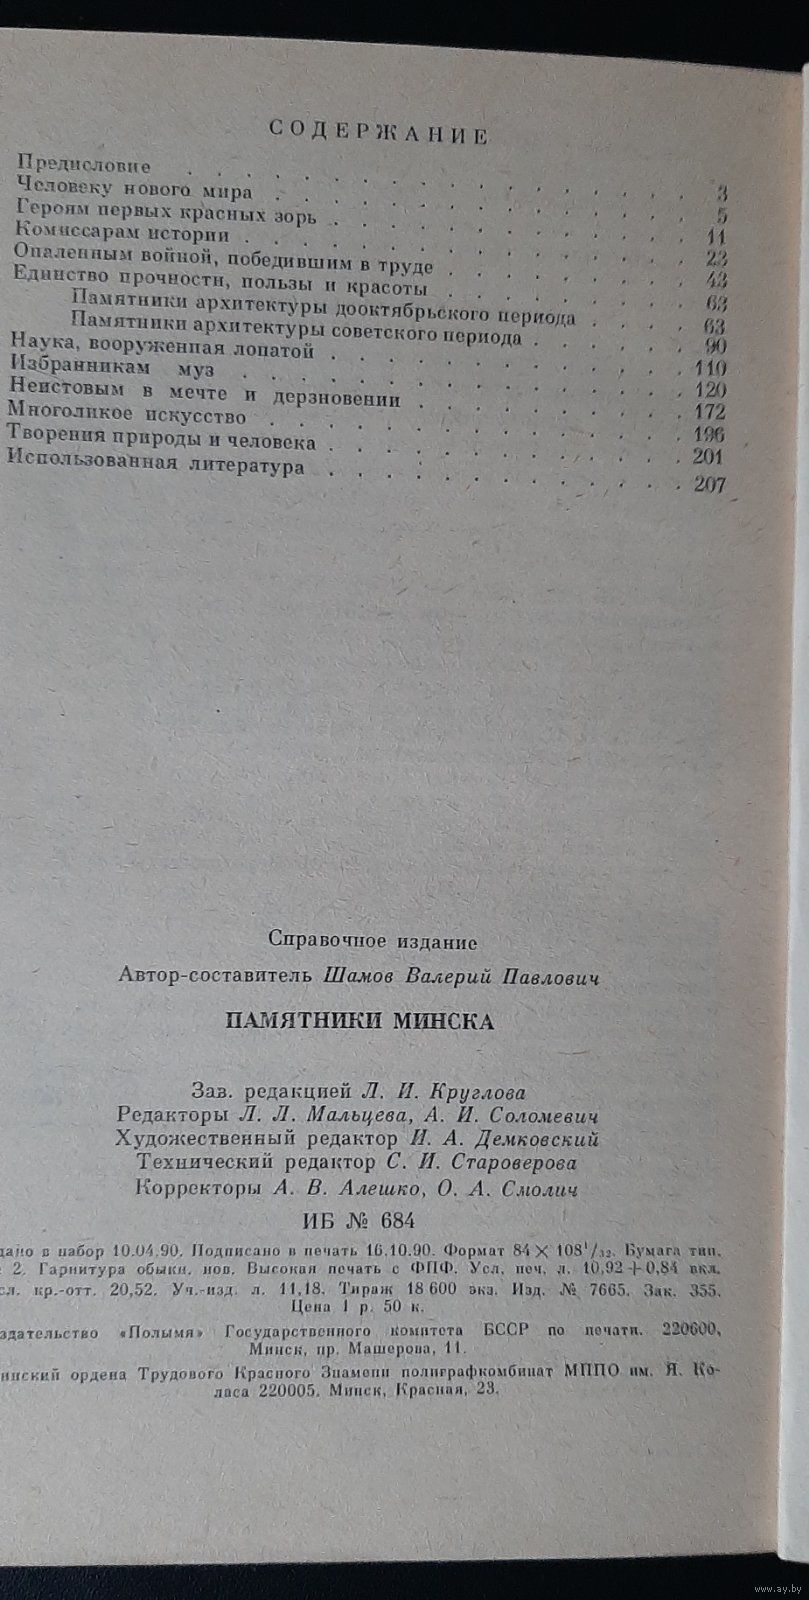 СОДЕРЖАНИЕ
Предисловие . . . . . . . . . . . . . . . . 3
Человеку нового мира . . . . . . . . . . . . . 5
Героям первых красных зорь . . . . . . . . . . . 11
Комиссарам истории . . . . . . . . . . . . . . 23
Опаленным войной, победившим в труде . . . . . . . . 43
Единство прочности, пользы и красоты . . . . . . . . 63
Памятники архитектуры дооктябрьского периода . . . . 63
Памятники архитектуры советского периода . . . . . 90
Наука, вооруженная лопатой . . . . . . . . . . . 110
Избранникам муз . . . . . . . . . . . . . . 120
Неистовым в мечте и дерзновении . . . . . . . . . 172
Многоликое искусство . . . . . . . . . . . . . 196
Творения природы и человека . . . . . . . . . . . 201
Использованная литература . . . . . . . . . . . 207
Справочное издание
Автор-составитель Шамов Валерий Павлович
ПАМЯТНИКИ МИНСКА
Зав. редакцией Л. И. Круглова
Редакторы Л. Л. Мальцева, А. И. Соломевич
Художественный редактор И. А. Демковский
Технический редактор С. И. Староверова
Корректоры А. В. Алешко, О. А. Смолич
ИБ № 684
дано в набор 10.04.90. Подписано в печать 16.10.90. Формат 84×108¹/₃₂. Бумага тип.
2. Гарнитура обыкн. нов. Высокая печать с ФПФ. Усл. печ. л. 10,92+0,84 вкл.
сл. кр.-отт. 20,52. Уч.-изд. л. 11,18. Тираж 18 600 экз. Изд. № 7665. Зак. 355.
Цена 1 р. 50 к.
здательство «Полымя» Государственного комитета БССР по печати. 220600,
Минск, пр. Машерова, 11.
инский ордена Трудового Красного Знамени полиграфкомбинат МППО им. Я. Ко-
ласа 220005. Минск, Красная, 23.
www.ay.by